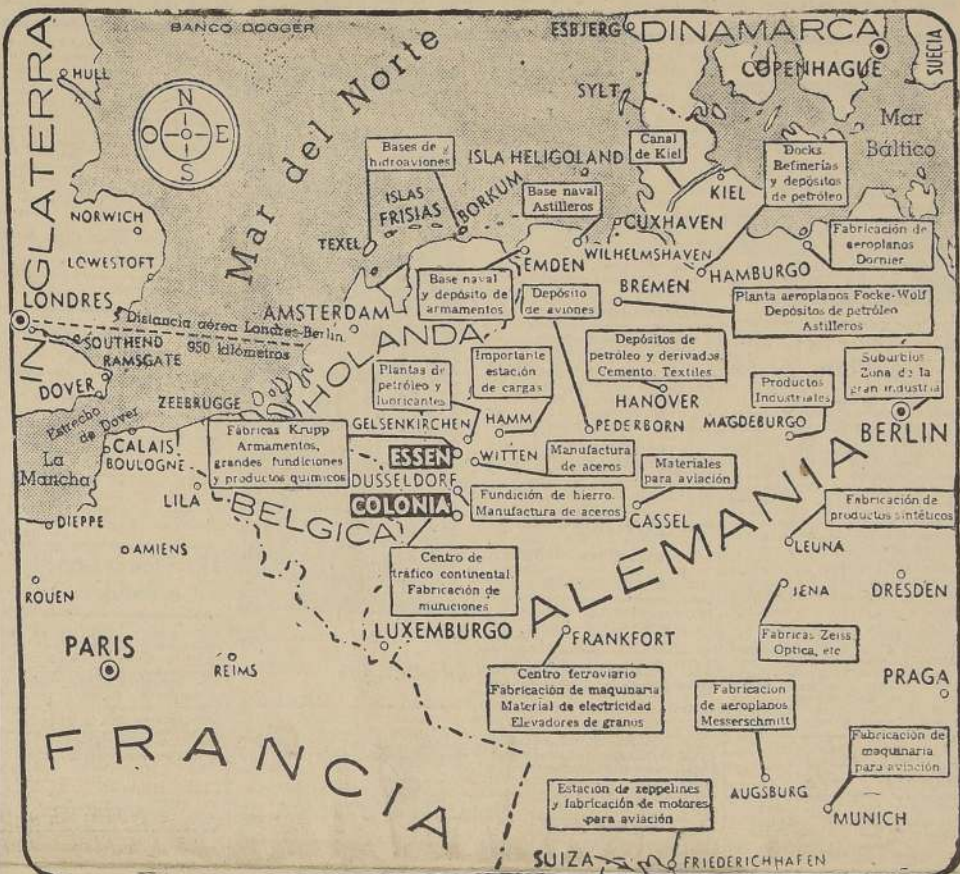 BANCO DOGGER
ESBJERG
DINAMARCA
SUECIA
INGLATERRA
HULL
COPENHAGUE
N
O
E
S
Mar del Norte
SYLT
Mar
Báltico
Bases de
hidroaviones
ISLA HELIGOLAND
Canal
de Kiel
Docks
Refinerías
y depósitos
de petróleo
KIEL
ISLAS
FRISIAS
BORKUM
Base naval
Astilleros
NORWICH
TEXEL
CUXHAVEN
Fabricación de
aeroplanos
Dornier
LOWESTOFT
EMDEN
WILHELMSHAVEN
HAMBURGO
LONDRES
AMSTERDAM
Base naval
y depósito de
armamentos
Depósito
de aviones
BREMEN
Planta aeroplanos Focke-Wolf
Depósitos de petróleo
Astilleros
Distancia aérea Londres-Berlin
950 kilómetros
SOUTHEND
RAMSGATE
HOLANDA
DOVER
Estrecho
de Dover
ZEEBRUGGE
Plantas de
petróleo y
lubricantes
Importante
estación
de cargas
Depósitos de
petróleo y derivados.
Cemento. Textiles
Suburbios
Zona de la
gran industria
HANOVER
Productos
Industriales
MAGDEBURGO
BERLIN
CALAIS
BOULOGNE
La
Mancha
GELSENKIRCHEN
HAMM
PEDERBORN
Fábricas Krupp
Armamentos,
grandes fundiciones
y productos químicos
ESSEN
WITTEN
Manufactura
de aceros
DUSSELDORF
Materiales
para aviación
COLONIA
Fundición de hierro.
Manufactura de aceros
CASSEL
Fabricación de
productos sintéticos
LILA
BELGICA
ALEMANIA
DIEPPE
AMIENS
LEUNA
Centro de
tráfico continental.
Fabricación de
municiones
ROUEN
JENA
DRESDEN
LUXEMBURGO
FRANKFORT
PARIS
REIMS
Fabricas Zeiss
Optica, etc
Centro ferroviario
Fabricación de maquinaria
Material de electricidad
Elevadores de granos
Fabricacion
de aeroplanos
Messerschmitt
PRAGA
FRANCIA
Fabricación de
maquinaria
para aviación
Estación de zeppelines
y fabricación de motores
para aviación
AUGSBURG
MUNICH
SUIZA
FRIEDERICHHAFEN